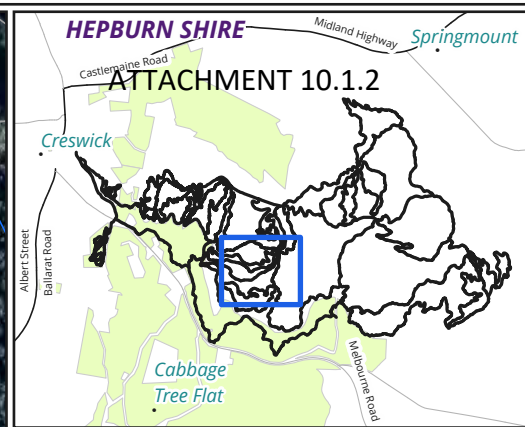 HEPBURN SHIRE
Midland Highway
Springmount
Castlemaine Road
ATTACHMENT 10.1.2
Creswick
Albert Street
Ballarat Road
Melbourne Road
Cabbage
Tree Flat